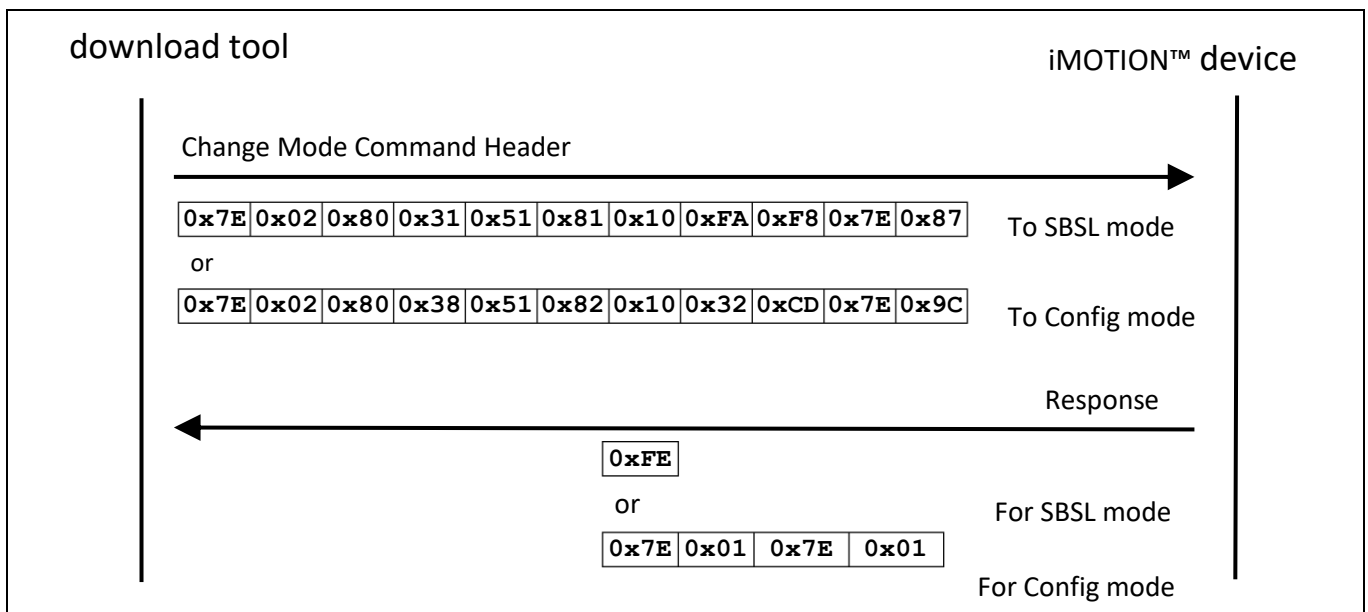 download tool
iMOTION™ device
Change Mode Command Header
0x7E 0x02 0x80 0x31 0x51 0x81 0x10 0xFA 0xF8 0x7E 0x87 To SBSL mode
or
0x7E 0x02 0x80 0x38 0x51 0x82 0x10 0x32 0xCD 0x7E 0x9C To Config mode
Response
0xFE
or For SBSL mode
0x7E 0x01 0x7E 0x01
For Config mode